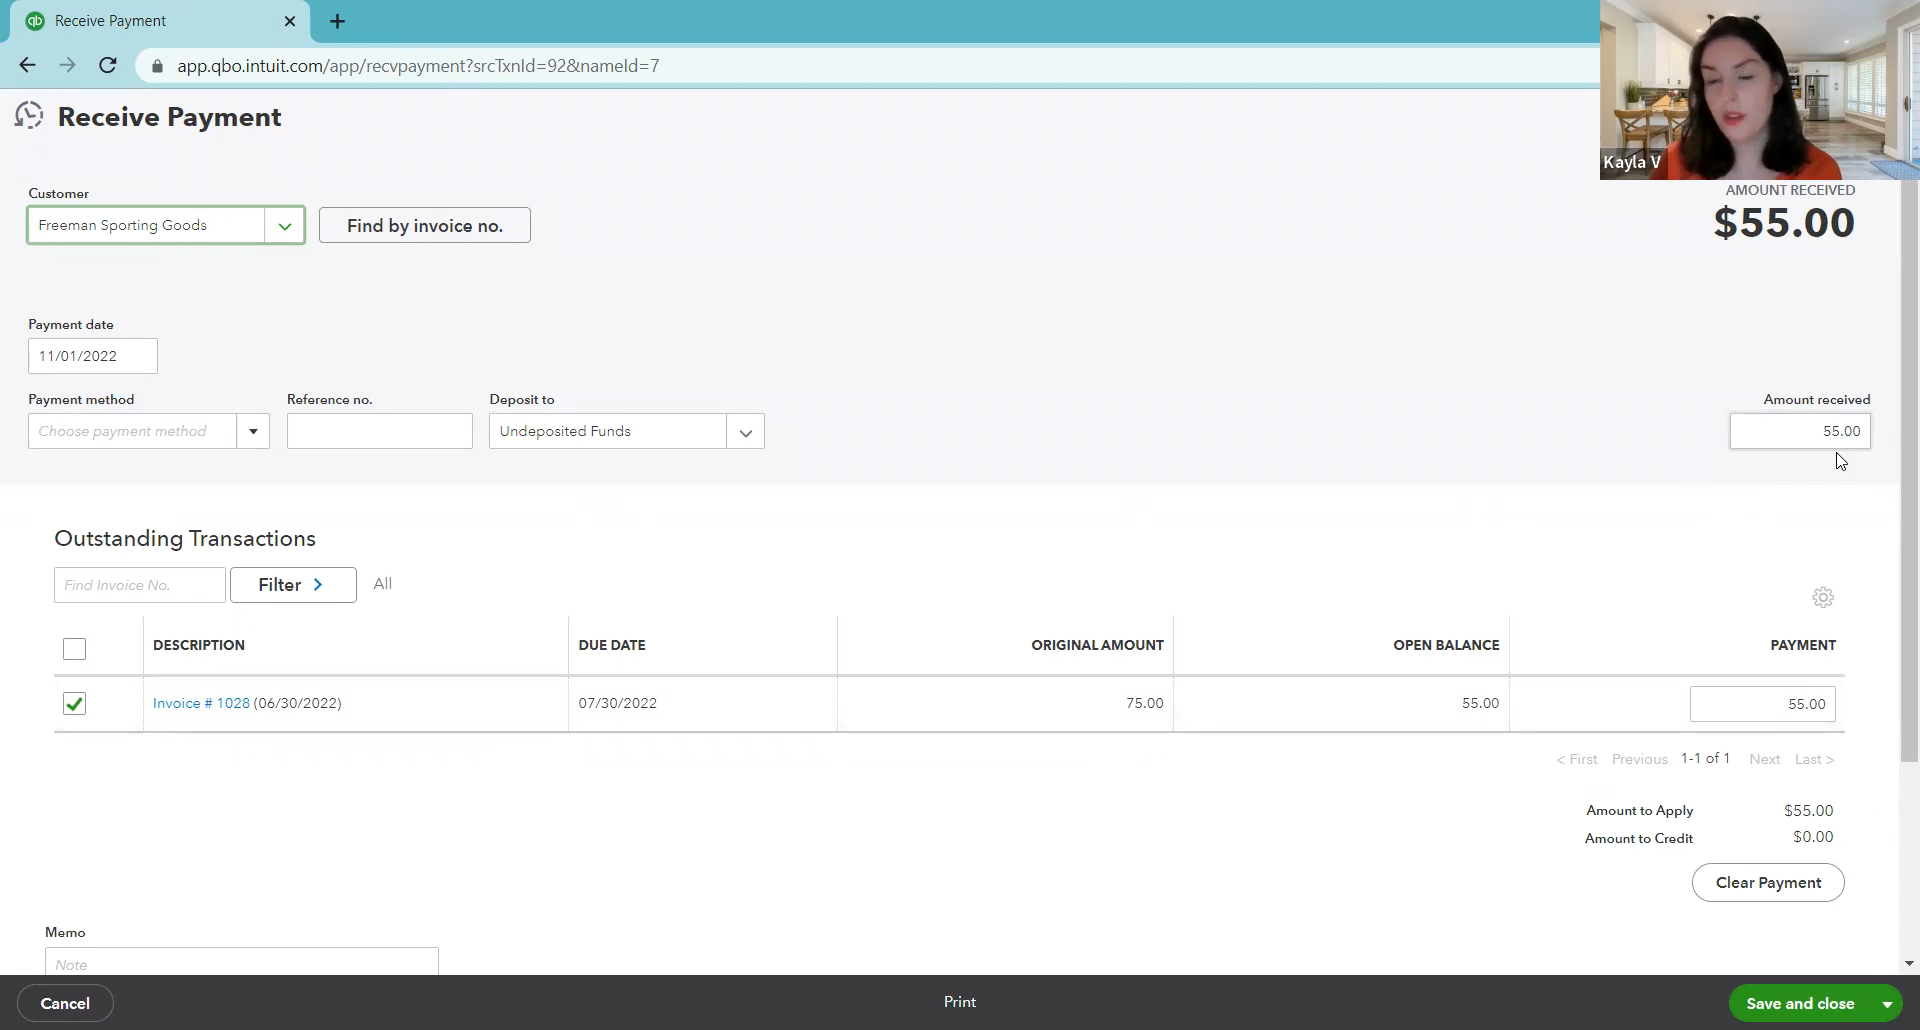 qb Receive Payment
app.qbo.intuit.com/app/recvpayment?srcTxnId=92&nameId=7
Kayla V
Receive Payment
Customer
Freeman Sporting Goods
Find by invoice no.
AMOUNT RECEIVED
$55.00
Payment date
11/01/2022
Payment method Reference no. Deposit to Amount received
Choose payment method Undeposited Funds 55.00
Outstanding Transactions
Find Invoice No. Filter > All
DESCRIPTION DUE DATE ORIGINAL AMOUNT OPEN BALANCE PAYMENT
Invoice # 1028 (06/30/2022) 07/30/2022 75.00 55.00 55.00
< First Previous 1-1 of 1 Next Last >
Amount to Apply $55.00
Amount to Credit $0.00
Clear Payment
Memo
Note
Cancel Print Save and close